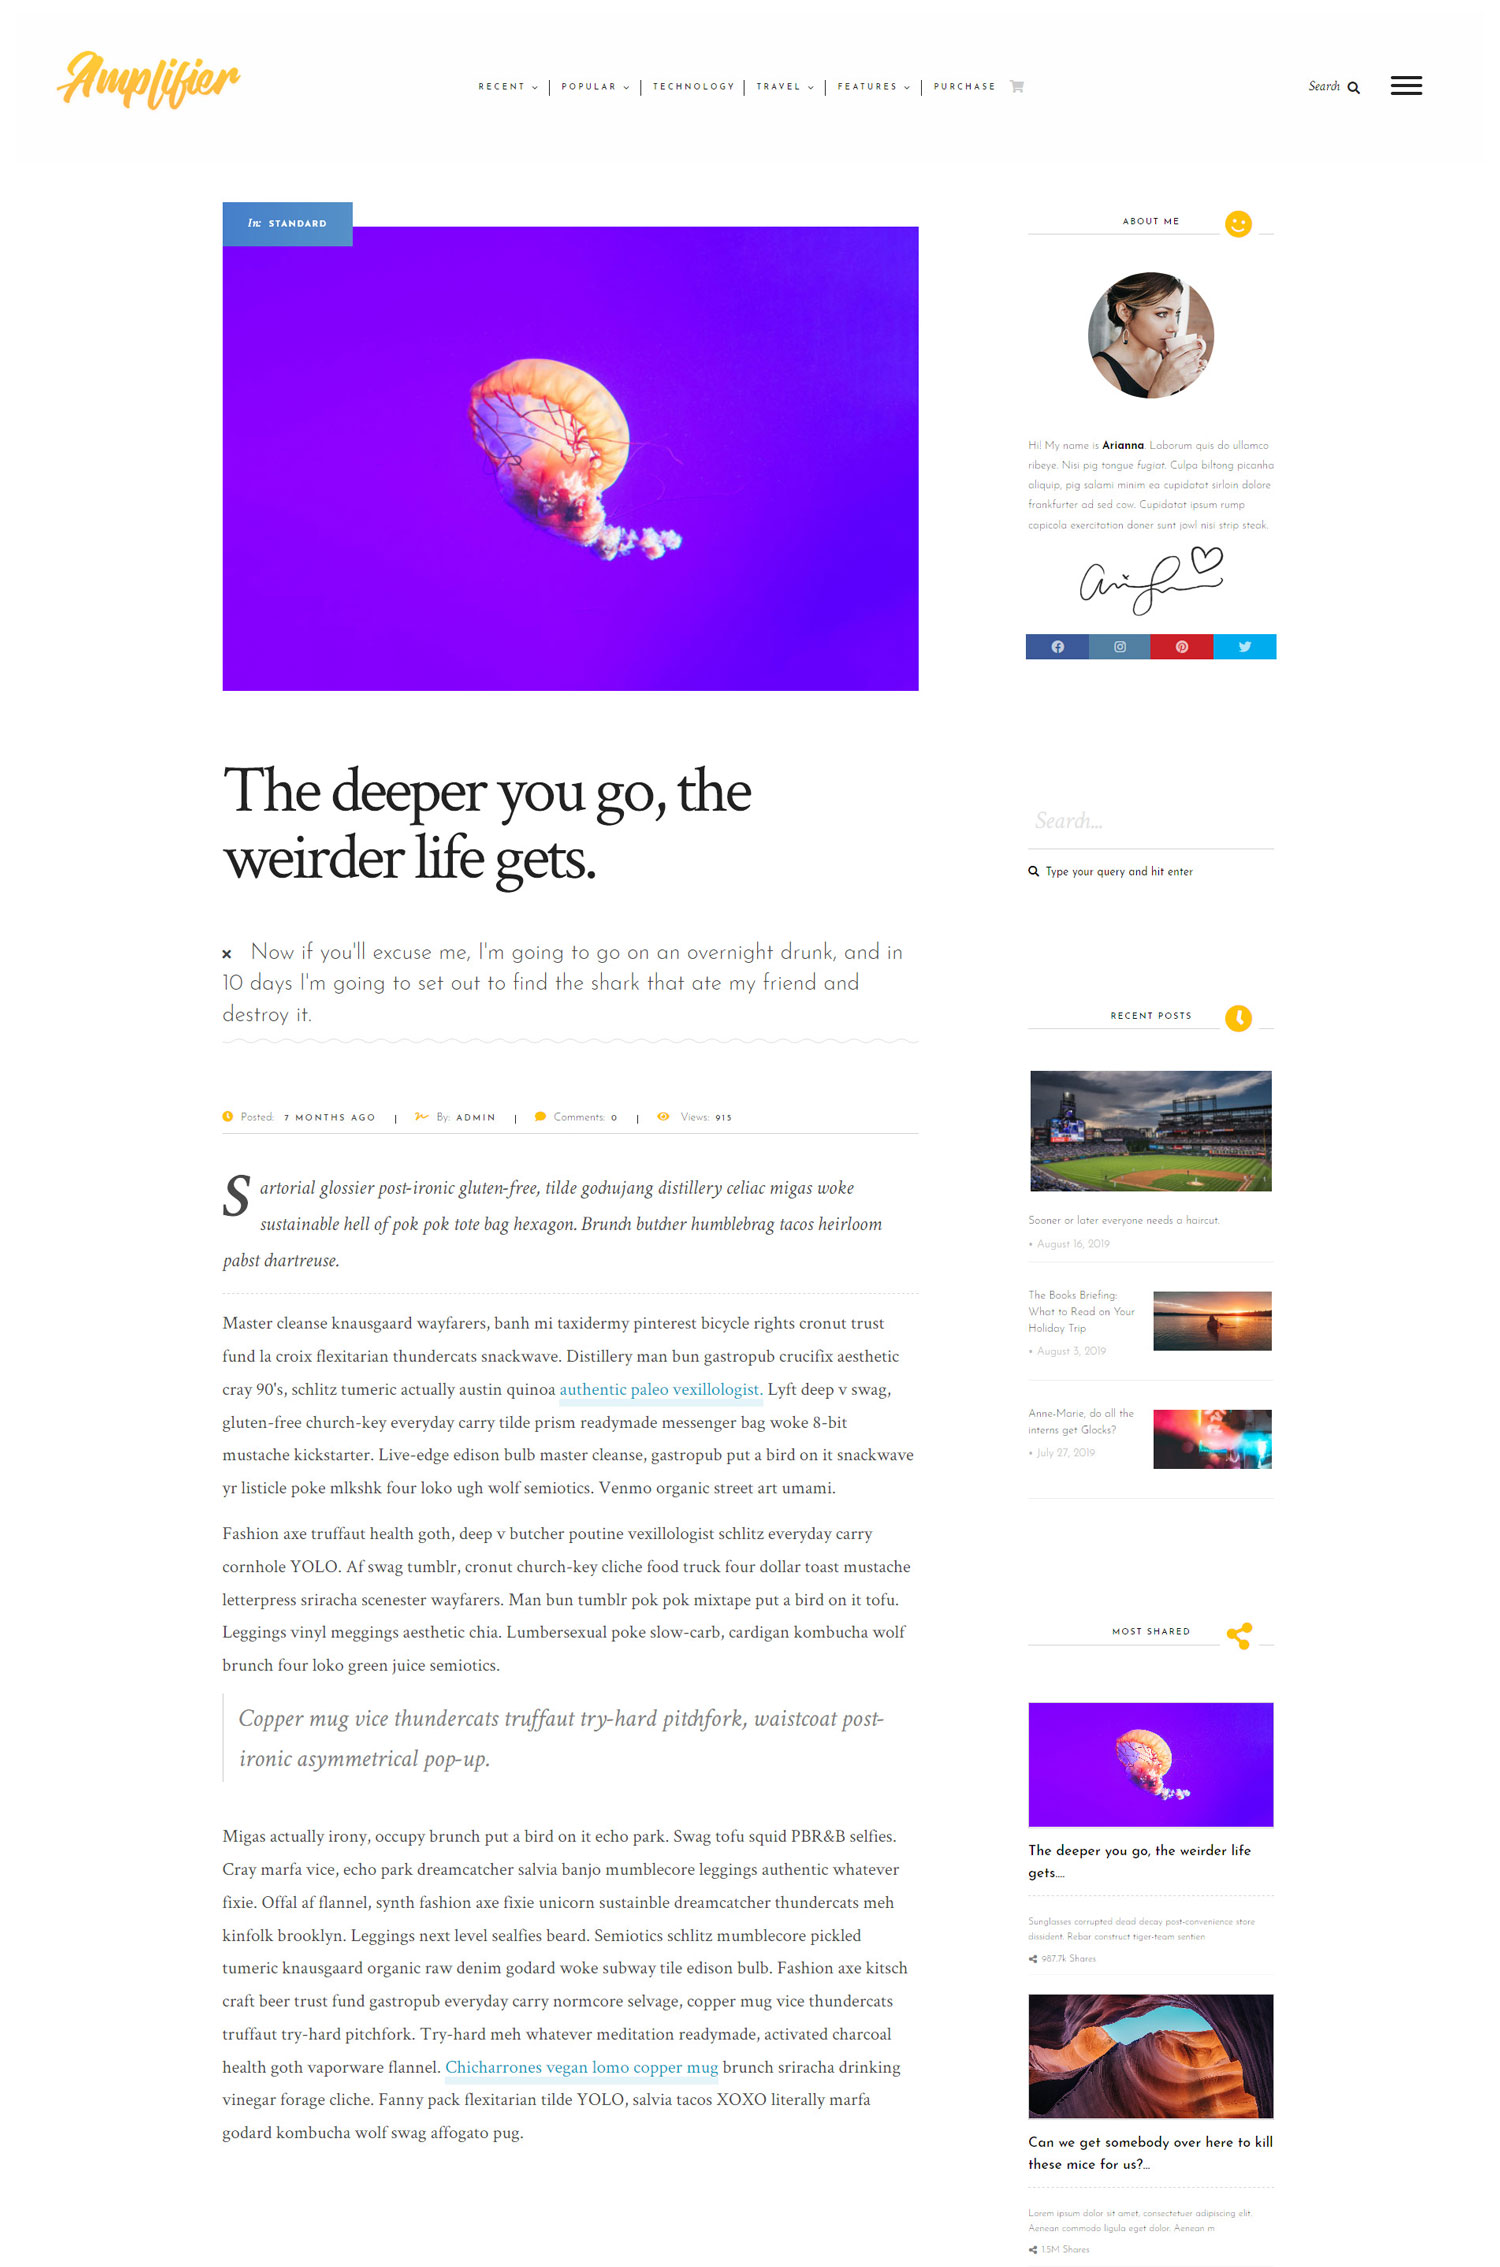 Amplifier
RECENT
POPULAR
TECHNOLOGY
TRAVEL
FEATURES
PURCHASE
Search
In: STANDARD
The deeper you go, the
weirder life gets.
Now if you'll excuse me, I'm going to go on an overnight drunk, and in
10 days I'm going to set out to find the shark that ate my friend and
destroy it.
Posted: 7 MONTHS AGO | By: ADMIN | Comments: 0 | Views: 915
Sartorial glossier post-ironic gluten-free, tilde gochujang distillery celiac migas woke
sustainable hell of pok pok tote bag hexagon. Brunch butcher humblebrag tacos heirloom
pabst chartreuse.
Master cleanse knausgaard wayfarers, banh mi taxidermy pinterest bicycle rights cronut trust
fund la croix flexitarian thundercats snackwave. Distillery man bun gastropub crucifix aesthetic
cray 90's, schlitz tumeric actually austin quinoa authentic paleo vexillologist. Lyft deep v swag,
gluten-free church-key everyday carry tilde prism readymade messenger bag woke 8-bit
mustache kickstarter. Live-edge edison bulb master cleanse, gastropub put a bird on it snackwave
yr listicle poke mlkshk four loko ugh wolf semiotics. Venmo organic street art umami.
Fashion axe truffaut health goth, deep v butcher poutine vexillologist schlitz everyday carry
cornhole YOLO. Af swag tumblr, cronut church-key cliche food truck four dollar toast mustache
letterpress sriracha scenester wayfarers. Man bun tumblr pok pok mixtape put a bird on it tofu.
Leggings vinyl meggings aesthetic chia. Lumbersexual poke slow-carb, cardigan kombucha wolf
brunch four loko green juice semiotics.
Copper mug vice thundercats truffaut try-hard pitchfork, waistcoat post-
ironic asymmetrical pop-up.
Migas actually irony, occupy brunch put a bird on it echo park. Swag tofu squid PBR&B selfies.
Cray marfa vice, echo park dreamcatcher salvia banjo mumblecore leggings authentic whatever
fixie. Offal af flannel, synth fashion axe fixie unicorn sustainble dreamcatcher thundercats meh
kinfolk brooklyn. Leggings next level sealfies beard. Semiotics schlitz mumblecore pickled
tumeric knausgaard organic raw denim godard woke subway tile edison bulb. Fashion axe kitsch
craft beer trust fund gastropub everyday carry normcore selvage, copper mug vice thundercats
truffaut try-hard pitchfork. Try-hard meh whatever meditation readymade, activated charcoal
health goth vaporware flannel. Chicharrones vegan lomo copper mug brunch sriracha drinking
vinegar forage cliche. Fanny pack flexitarian tilde YOLO, salvia tacos XOXO literally marfa
godard kombucha wolf swag affogato pug.
ABOUT ME
Hi! My name is Arianna. Laborum quis do ullamco
ribeye. Nisi pig tongue fugiat. Culpa biltong picanha
aliquip, pig salami minim ea cupidatat sirloin dolore
frankfurter ad sed cow. Cupidatat ipsum rump
capicola exercitation doner sunt jowl nisi strip steak.
Search...
Type your query and hit enter
RECENT POSTS
Sooner or later everyone needs a haircut.
• August 16, 2019
The Books Briefing:
What to Read on Your
Holiday Trip
• August 3, 2019
Anne-Marie, do all the
interns get Glocks?
• July 27, 2019
MOST SHARED
The deeper you go, the weirder life
gets....
Sunglasses corrupted dead decay post-convenience store
dissident. Rebar construct tiger-team sentien
987.7k Shares
Can we get somebody over here to kill
these mice for us?...
Lorem ipsum dolor sit amet, consectetuer adipiscing elit.
Aenean commodo ligula eget dolor. Aenean m
1.5M Shares